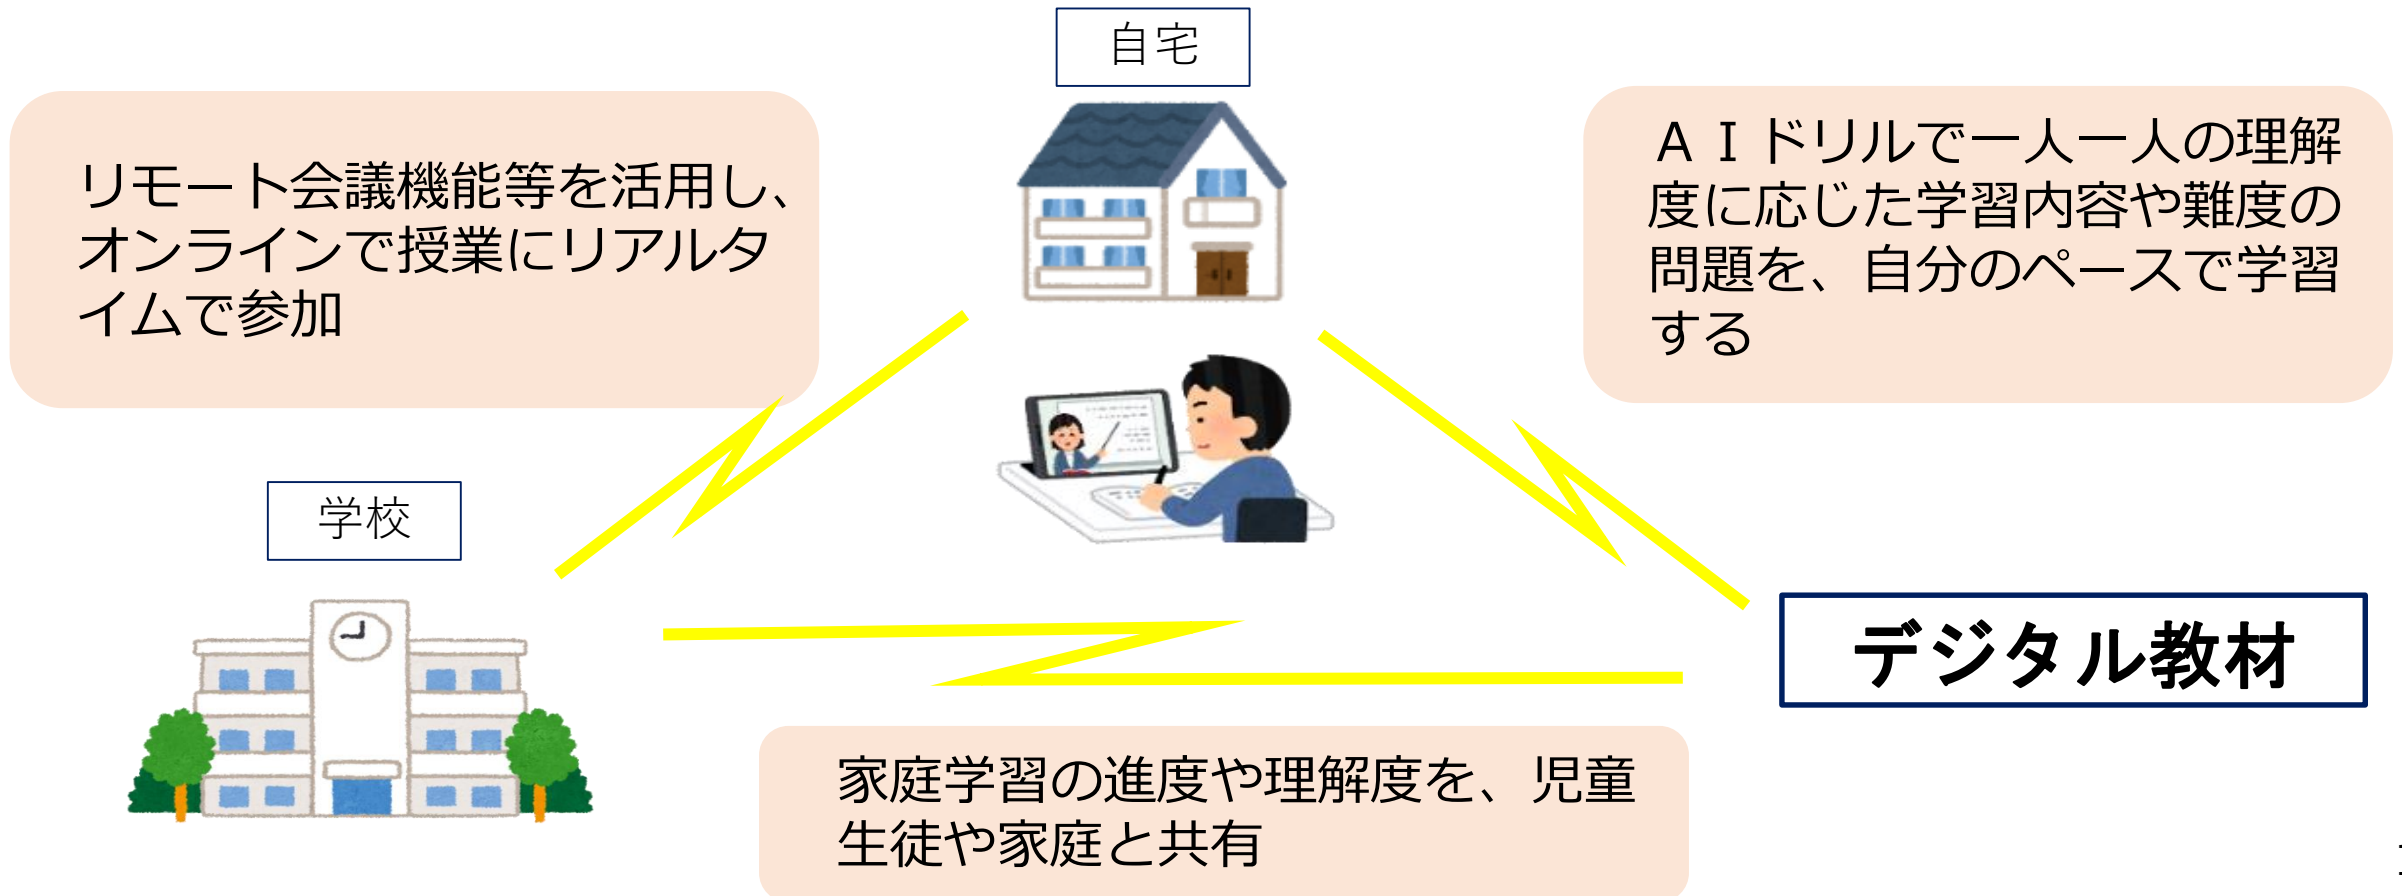 自宅
リモート会議機能等を活用し、
オンラインで授業にリアルタ
イムで参加
ＡＩドリルで一人一人の理解
度に応じた学習内容や難度の
問題を、自分のペースで学習
する
学校
デジタル教材
家庭学習の進度や理解度を、児童
生徒や家庭と共有